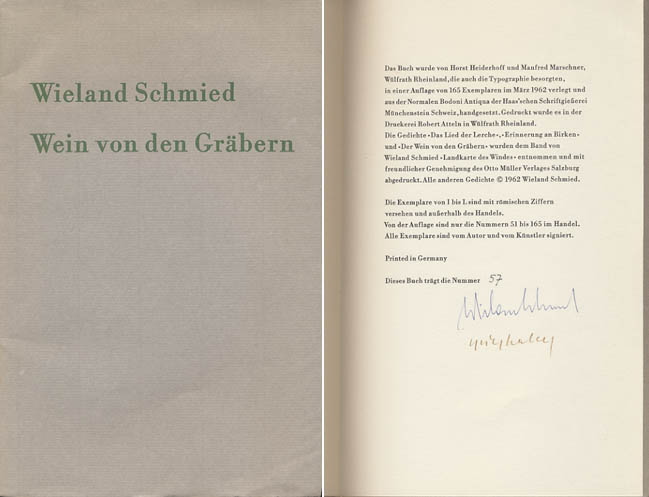 Wieland Schmied
Wein von den Gräbern
Das Buch wurde von Horst Heiderhoff und Manfred Marschner,
Wülfrath Rheinland, die auch die Typographie besorgten,
in einer Auflage von 165 Exemplaren im März 1962 verlegt und
aus der Normalen Bodoni Antiqua der Haas'schen Schriftgießerei
Münchenstein Schweiz, handgesetzt. Gedruckt wurde es in der
Druckerei Robert Atteln in Wülfrath Rheinland.
Die Gedichte »Das Lied der Lerche«, »Erinnerung an Birken«
und »Der Wein von den Gräbern« wurden dem Band von
Wieland Schmied »Landkarte des Windes« entnommen und mit
freundlicher Genehmigung des Otto Müller Verlages Salzburg
abgedruckt. Alle anderen Gedichte © 1962 Wieland Schmied.
Die Exemplare von I bis L sind mit römischen Ziffern
versehen und außerhalb des Handels.
Von der Auflage sind nur die Nummern 51 bis 165 im Handel.
Alle Exemplare sind vom Autor und vom Künstler signiert.
Printed in Germany
Dieses Buch trägt die Nummer 57